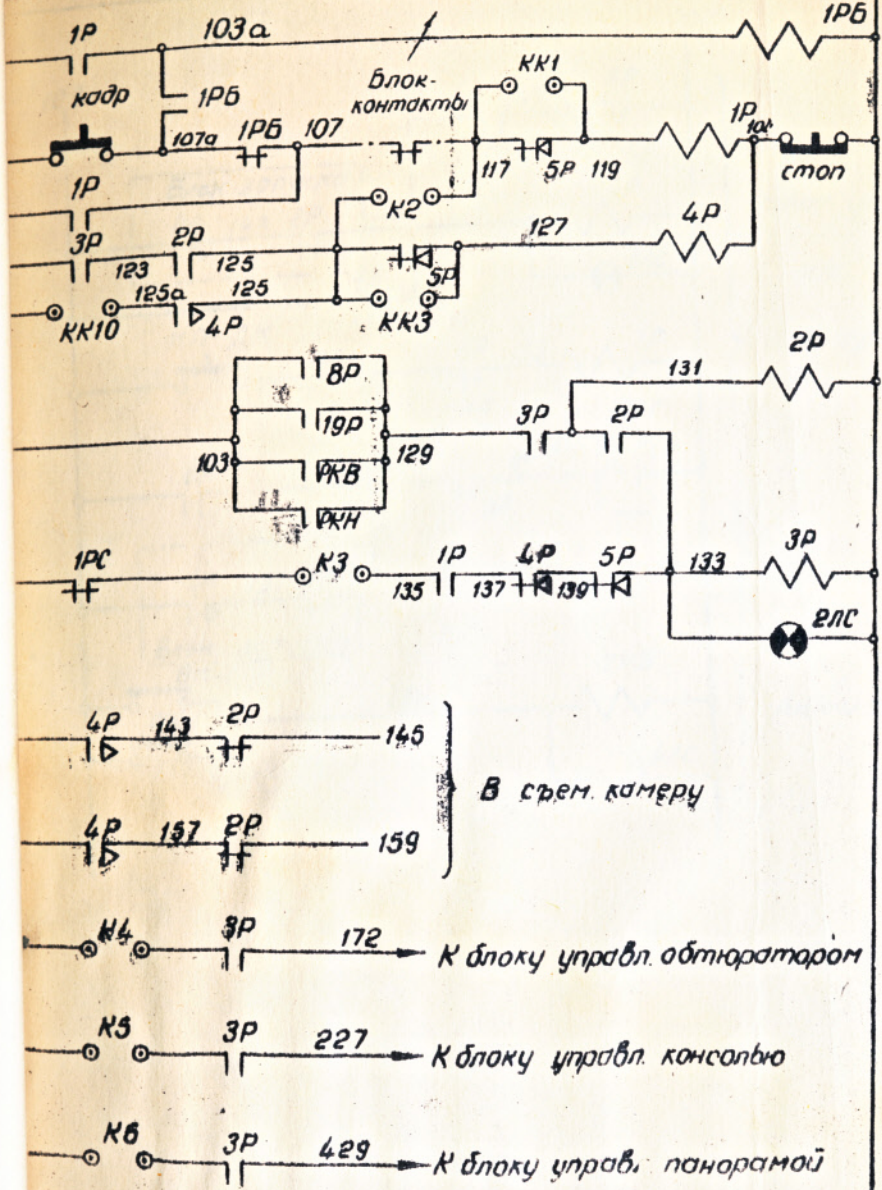 1Р 103а 1РБ
Блок-
контакты
КК1
кадр 1РБ
107а 1РБ 107 117 5Р 119 1Р стоп
1Р К2
3Р 123 2Р 125 5Р 127 4Р
КК10 125а 4Р 125 КК3
8Р 131 2Р
19Р 3Р 2Р
103 РКВ 129
РКН
1РС К3 135 1Р 137 4Р 139 5Р 133 3Р
2ЛС
4Р 143 2Р 145
В съем. камеру
4Р 157 2Р 159
К4 3Р 172 К блоку управл. обтюратором
К5 3Р 227 К блоку управл. консолью
К6 3Р 429 К блоку управл. панорамой